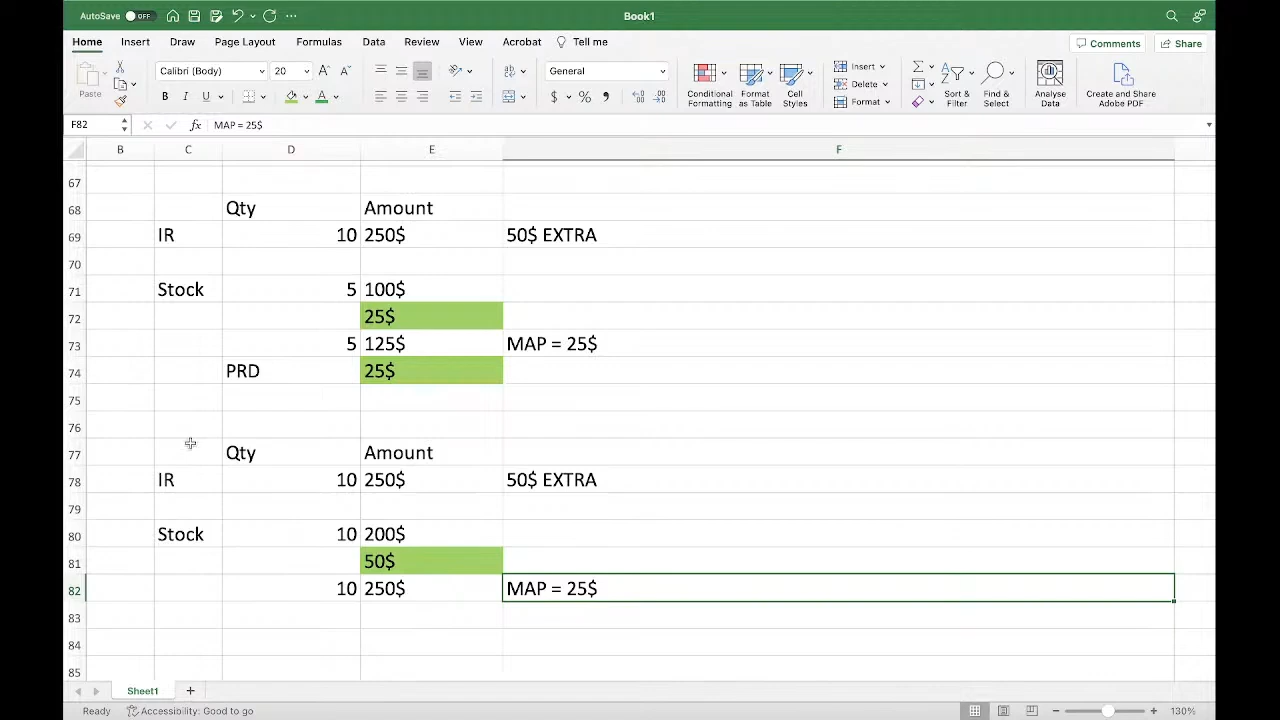 AutoSave OFF Book1
Home Insert Draw Page Layout Formulas Data Review View Acrobat Tell me Comments Share
Paste Calibri (Body) 20 A A General Conditional Formatting Format as Table Cell Styles Insert Delete Format Sort & Filter Find & Select Analyse Data Create and Share Adobe PDF
B I U $ % ,
F82 fx MAP = 25$
B C D E F
67
68 Qty Amount
69 IR 10 250$ 50$ EXTRA
70
71 Stock 5 100$
72 25$
73 5 125$ MAP = 25$
74 PRD 25$
75
76
77 Qty Amount
78 IR 10 250$ 50$ EXTRA
79
80 Stock 10 200$
81 50$
82 10 250$ MAP = 25$
83
84
85
Sheet1 +
Ready Accessibility: Good to go 130%